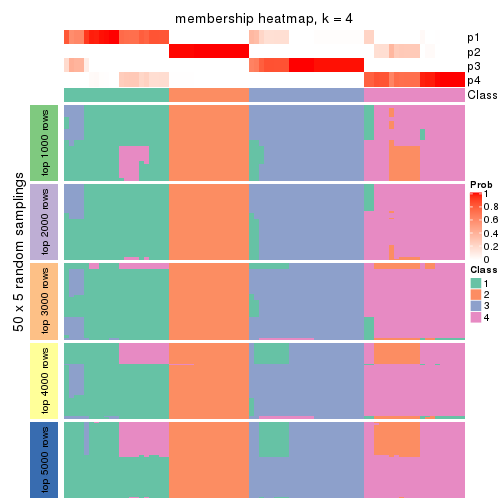 membership heatmap, k = 4
p1
p2
p3
p4
Class
50 x 5 random samplings
top 1000 rows
top 2000 rows
top 3000 rows
top 4000 rows
top 5000 rows
Prob
1
0.8
0.6
0.4
0.2
0
Class
1
2
3
4